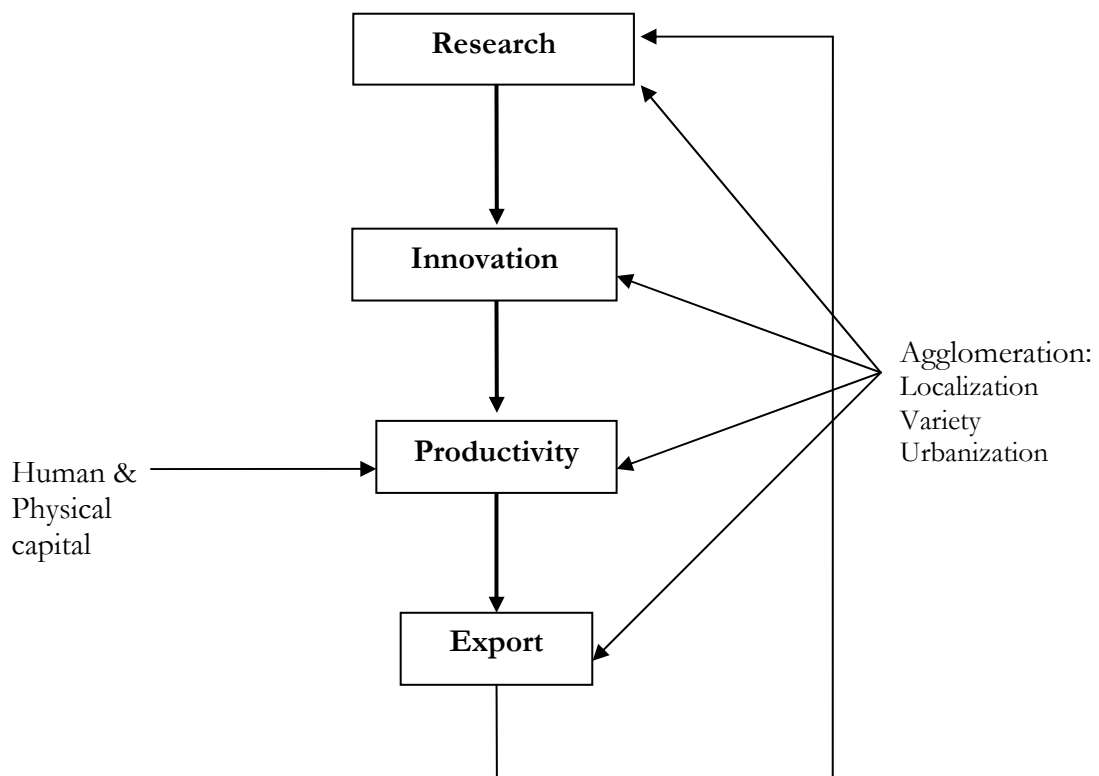 Research
Innovation
Agglomeration:
Localization
Variety
Urbanization
Productivity
Human &
Physical
capital
Export